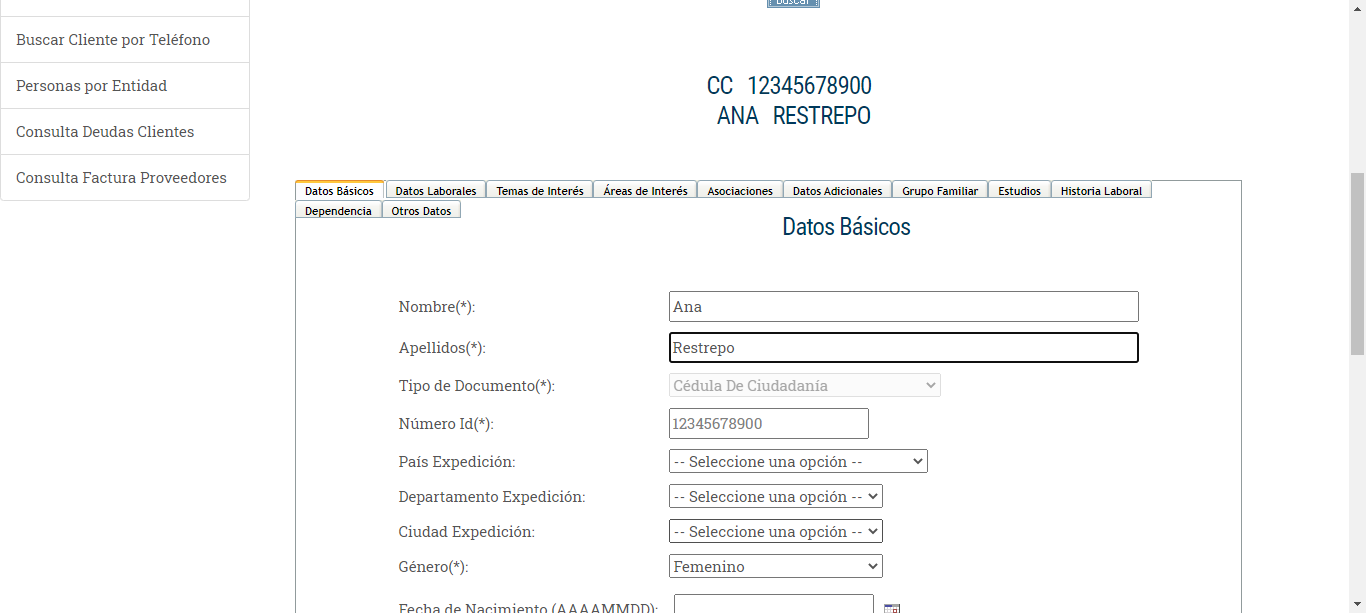 Buscar
Buscar Cliente por Teléfono
Personas por Entidad
Consulta Deudas Clientes
Consulta Factura Proveedores
CC 12345678900
ANA RESTREPO
Datos Básicos Datos Laborales Temas de Interés Áreas de Interés Asociaciones Datos Adicionales Grupo Familiar Estudios Historia Laboral
Dependencia Otros Datos
Datos Básicos
Nombre(*): Ana
Apellidos(*): Restrepo
Tipo de Documento(*): Cédula De Ciudadanía
Número Id(*): 12345678900
País Expedición: -- Seleccione una opción --
Departamento Expedición: -- Seleccione una opción --
Ciudad Expedición: -- Seleccione una opción --
Género(*): Femenino
Fecha de Nacimiento (AAAAMMDD):